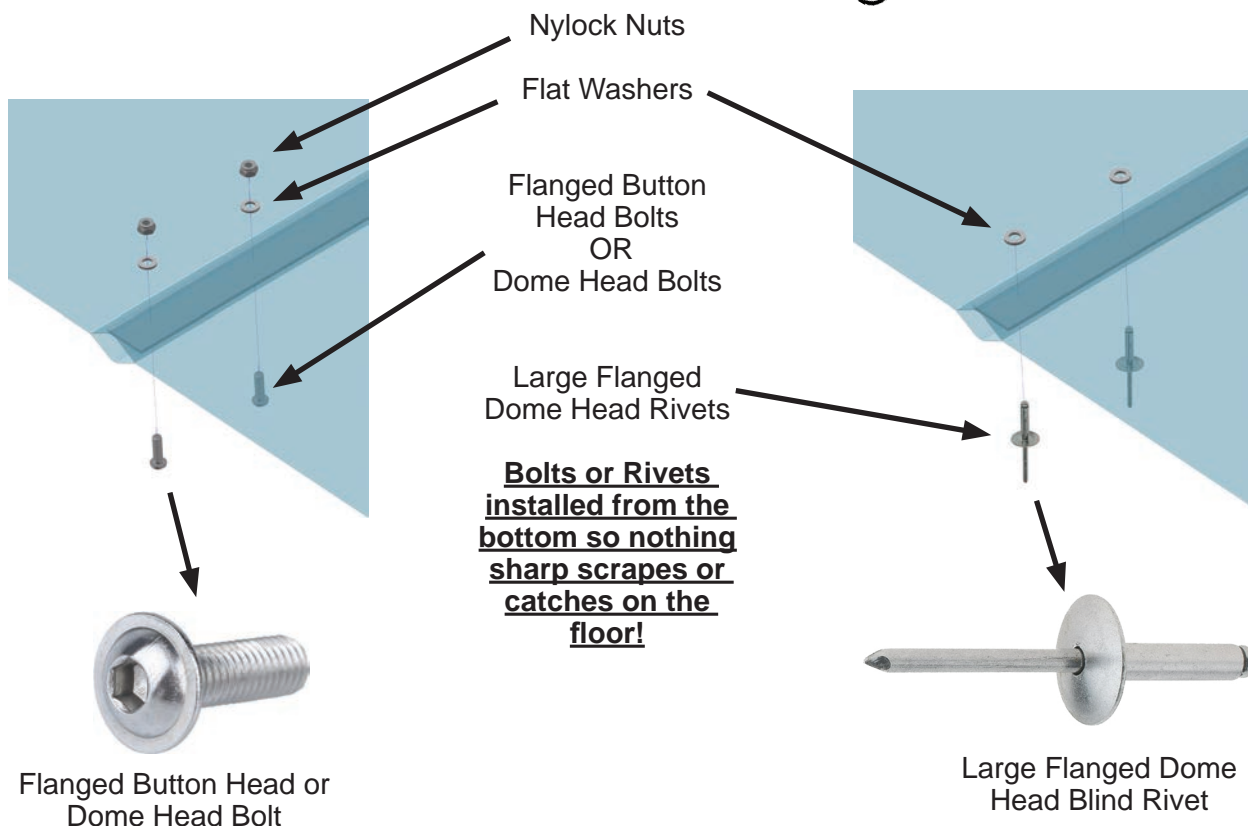 Nylock Nuts
Flat Washers
Flanged Button
Head Bolts
OR
Dome Head Bolts
Large Flanged
Dome Head Rivets
Bolts or Rivets
installed from the
bottom so nothing
sharp scrapes or
catches on the
floor!
Flanged Button Head or
Dome Head Bolt
Large Flanged Dome
Head Blind Rivet